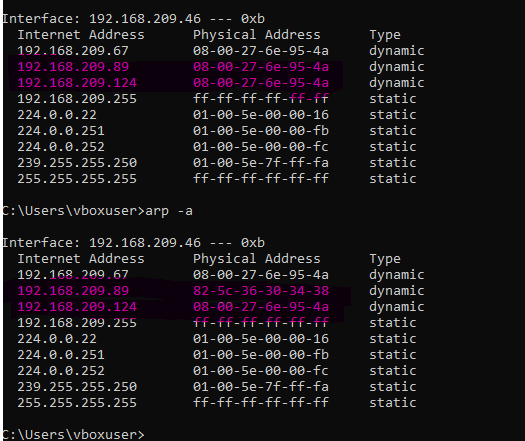 Interface: 192.168.209.46 --- 0xb
Internet Address Physical Address Type
192.168.209.67 08-00-27-6e-95-4a dynamic
192.168.209.89 08-00-27-6e-95-4a dynamic
192.168.209.124 08-00-27-6e-95-4a dynamic
192.168.209.255 ff-ff-ff-ff-ff-ff static
224.0.0.22 01-00-5e-00-00-16 static
224.0.0.251 01-00-5e-00-00-fb static
224.0.0.252 01-00-5e-00-00-fc static
239.255.255.250 01-00-5e-7f-ff-fa static
255.255.255.255 ff-ff-ff-ff-ff-ff static
C:\Users\vboxuser>arp -a
Interface: 192.168.209.46 --- 0xb
Internet Address Physical Address Type
192.168.209.67 08-00-27-6e-95-4a dynamic
192.168.209.89 82-5c-36-30-34-38 dynamic
192.168.209.124 08-00-27-6e-95-4a dynamic
192.168.209.255 ff-ff-ff-ff-ff-ff static
224.0.0.22 01-00-5e-00-00-16 static
224.0.0.251 01-00-5e-00-00-fb static
224.0.0.252 01-00-5e-00-00-fc static
239.255.255.250 01-00-5e-7f-ff-fa static
255.255.255.255 ff-ff-ff-ff-ff-ff static
C:\Users\vboxuser>